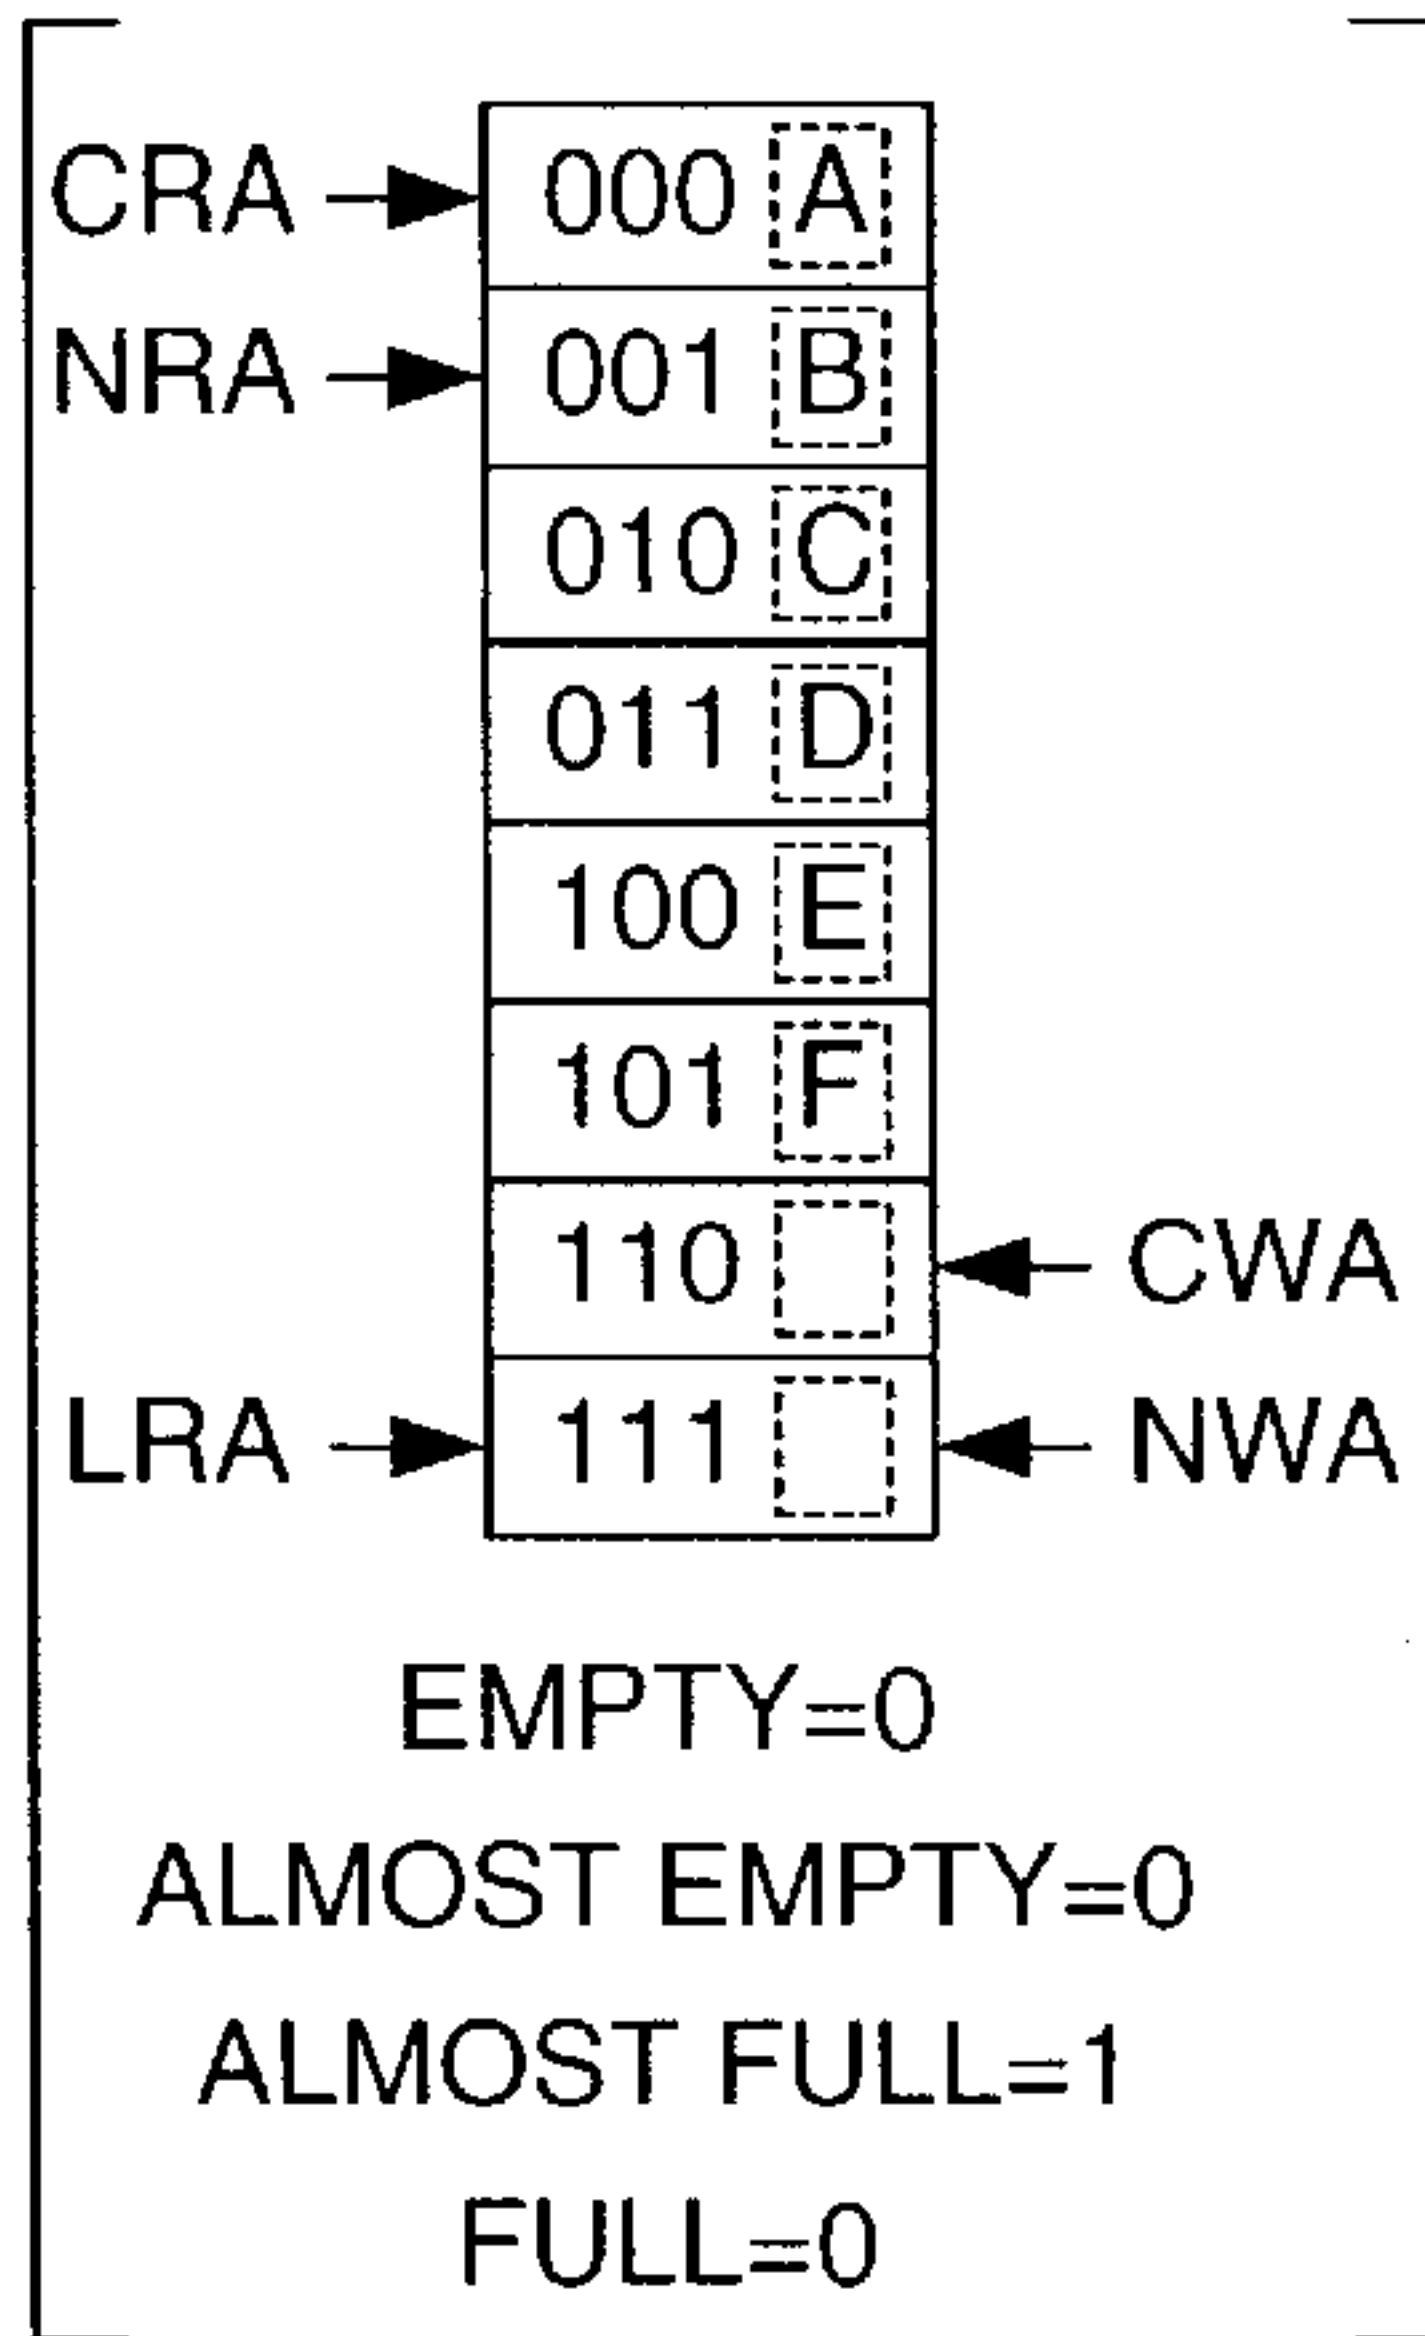 CRA 000 A
NRA 001 B
010 C
011 D
100 E
101 F
110 CWA
LRA 111 NWA
EMPTY=0
ALMOST EMPTY=0
ALMOST FULL=1
FULL=0